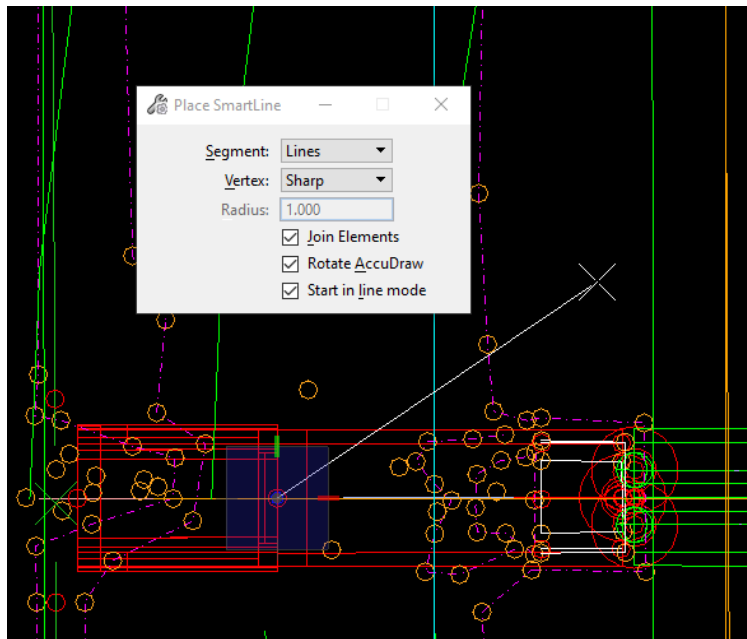 Place SmartLine
Segment: Lines
Vertex: Sharp
Radius: 1.000
Join Elements
Rotate AccuDraw
Start in line mode